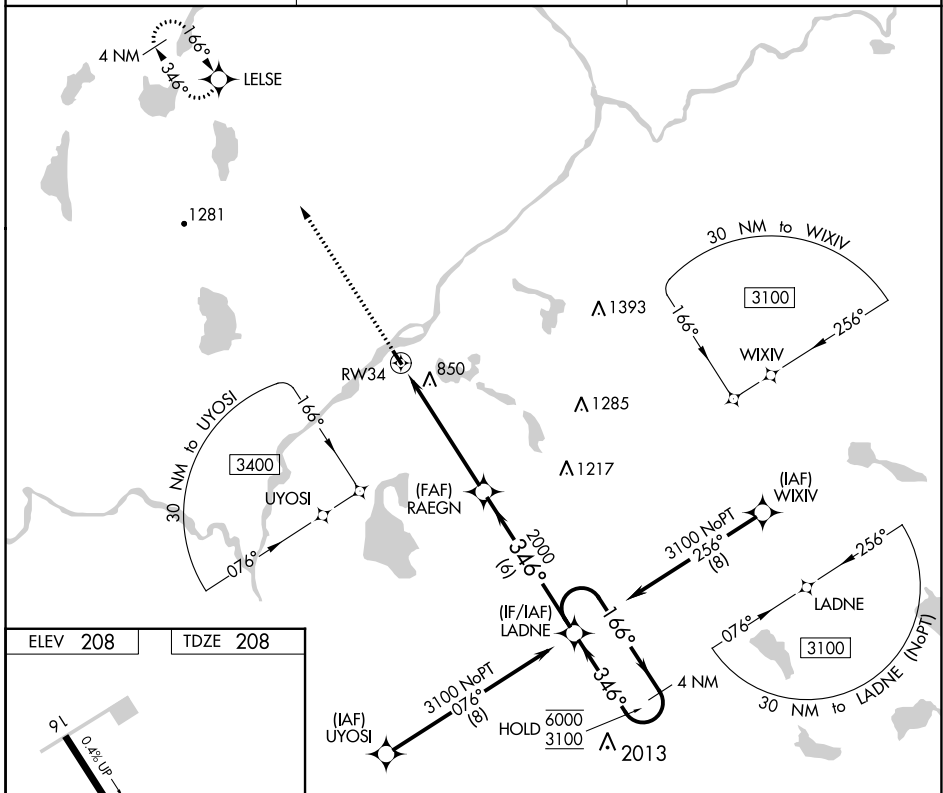 4 NM
166°
346°
LELSE
1281
30 NM to WIXIV
3100
166°
256°
WIXIV
1393
RW34
850
1285
30 NM to UYOSI
166°
3400
UYOSI
076°
1217
(FAF)
RAEGN
(IAF)
WIXIV
2000
346°
(6)
3100 NoPT
256°
(8)
(IF/IAF)
LADNE
166°
346°
4 NM
HOLD
6000
3100
2013
256°
LADNE
076°
3100
30 NM to LADNE (NoPT)
3100 NoPT
076°
(8)
(IAF)
UYOSI
ELEV 208
TDZE 208
16
0.4% UP